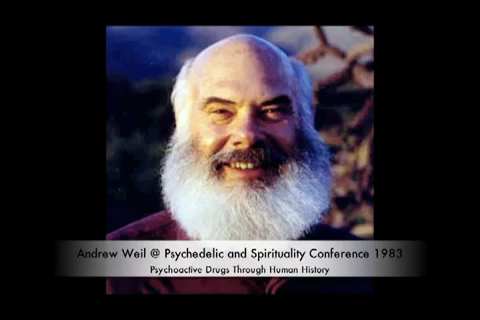 Andrew Weil @ Psychedelic and Spirituality Conference 1983
Psychoactive Drugs Through Human History